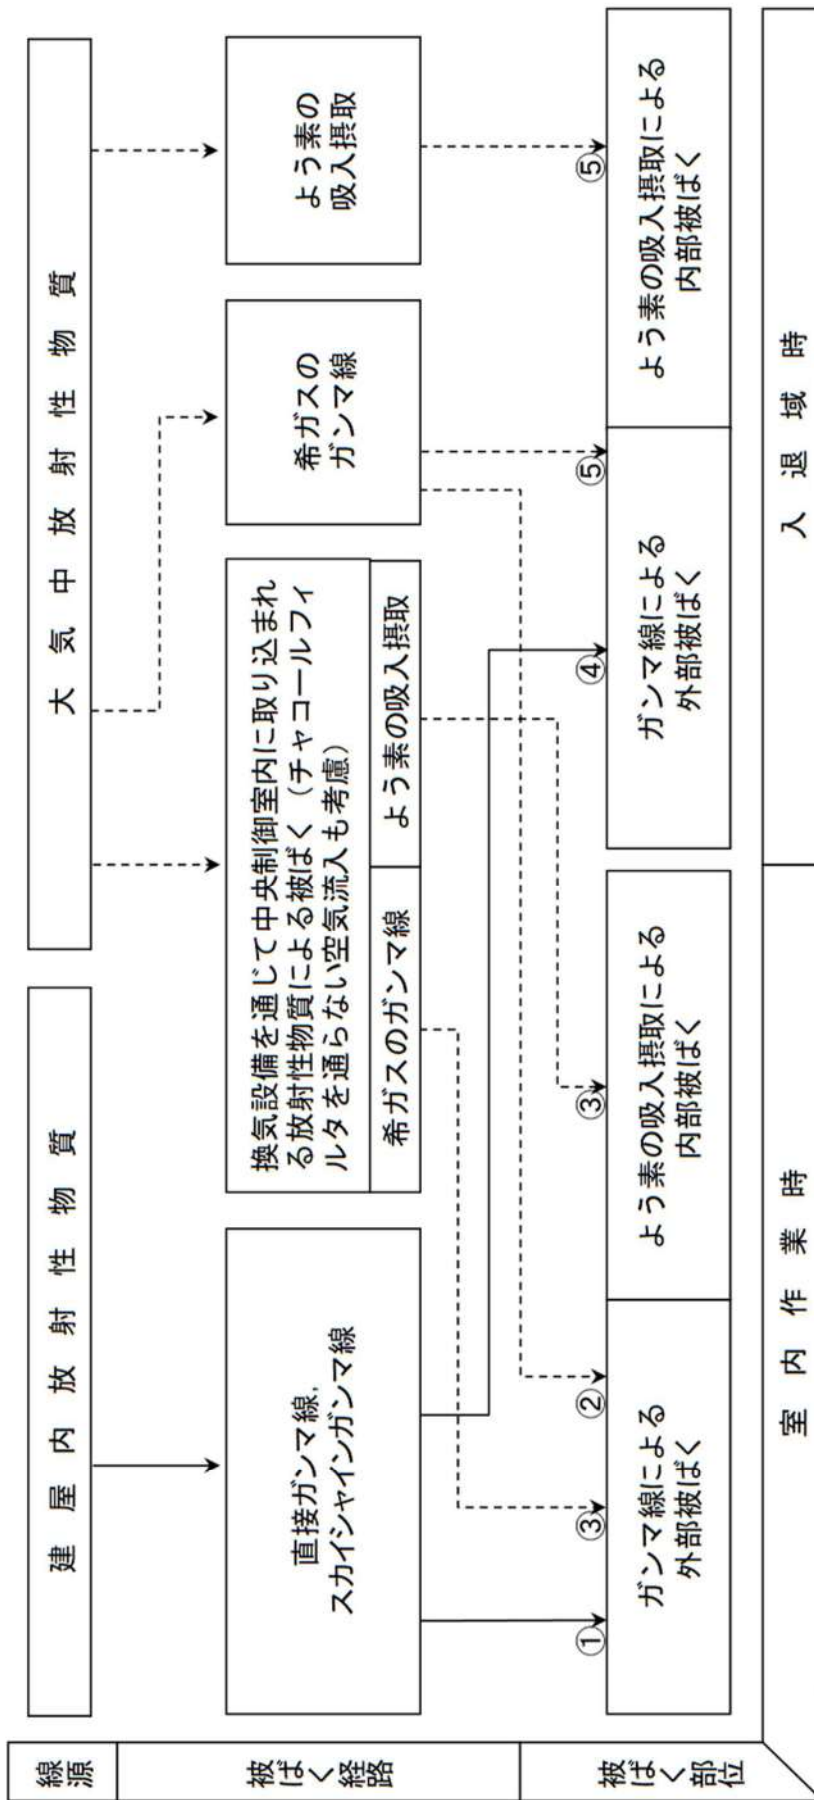 線源
建屋内放射性物質
大気中放射性物質
被ばく経路
直接ガンマ線,
スカイシャインガンマ線
換気設備を通じて中央制御室内に取り込まれ
る放射性物質による被ばく（チャコールフィ
ルタを通らない空気流入も考慮）
希ガスのガンマ線
よう素の吸入摂取
希ガスの
ガンマ線
よう素の
吸入摂取
被ばく部位
①
③
②
③
④
⑤
⑤
ガンマ線による
外部被ばく
よう素の吸入摂取による
内部被ばく
ガンマ線による
外部被ばく
よう素の吸入摂取による
内部被ばく
室内作業時
入退域時